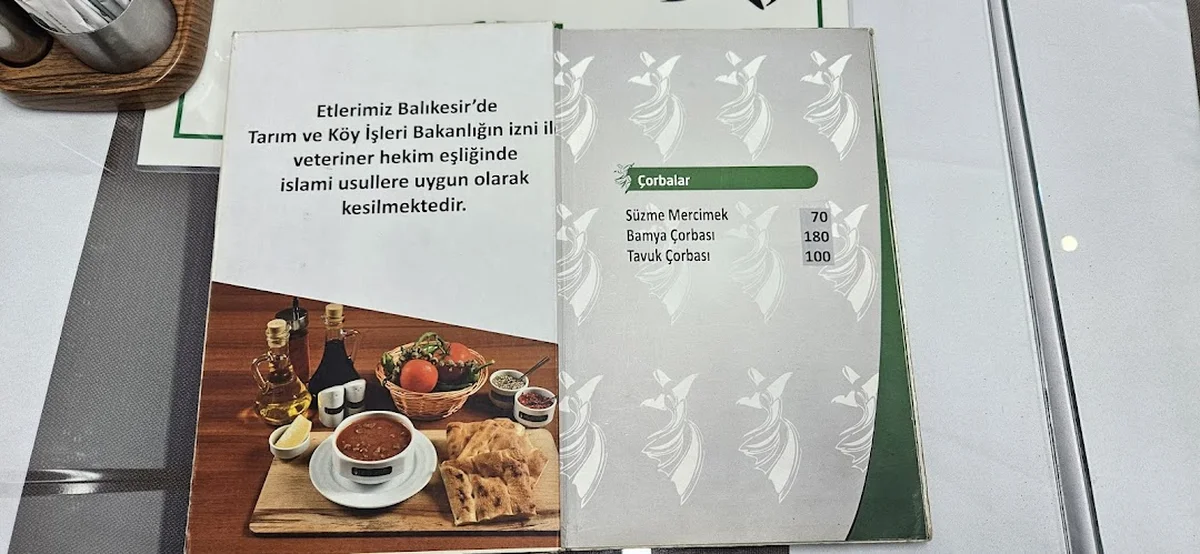 Etlerimiz Balıkesir'de
Tarım ve Köy İşleri Bakanlığın izni il
veteriner hekim eşliğinde
islami usullere uygun olarak
kesilmektedir.
Çorbalar
Süzme Mercimek 70
Bamya Çorbası 180
Tavuk Çorbası 100